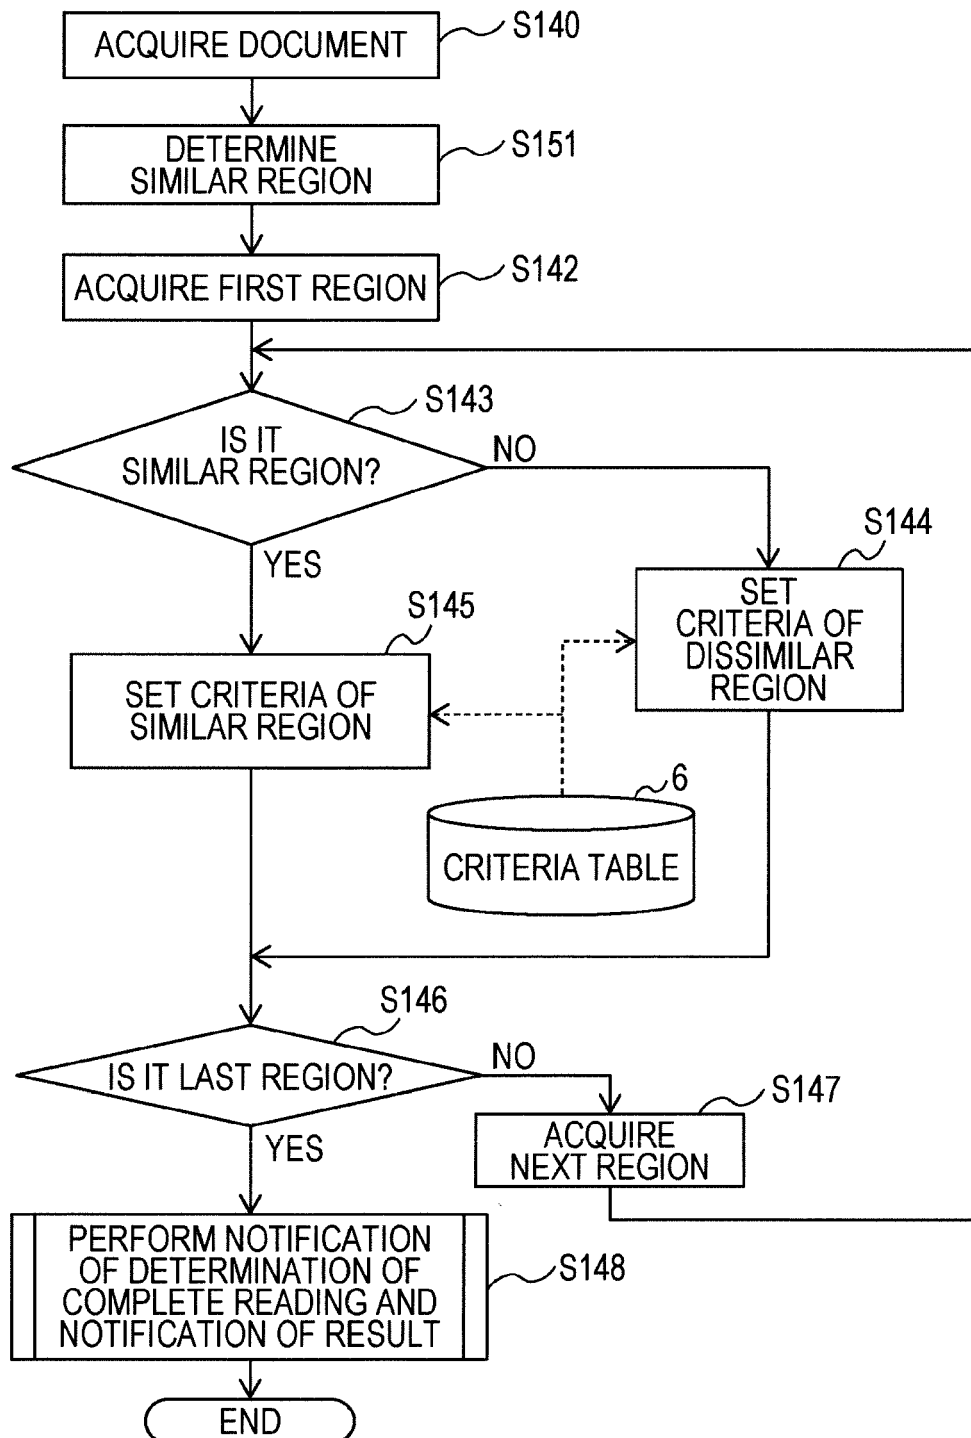 ACQUIRE DOCUMENT
S140
DETERMINE
SIMILAR REGION
S151
ACQUIRE FIRST REGION
S142
IS IT
SIMILAR REGION?
S143
NO
YES
S144
SET
CRITERIA OF
DISSIMILAR
REGION
S145
SET CRITERIA OF
SIMILAR REGION
6
CRITERIA TABLE
S146
IS IT LAST REGION?
NO
YES
S147
ACQUIRE
NEXT REGION
PERFORM NOTIFICATION
OF DETERMINATION OF
COMPLETE READING AND
NOTIFICATION OF RESULT
S148
END